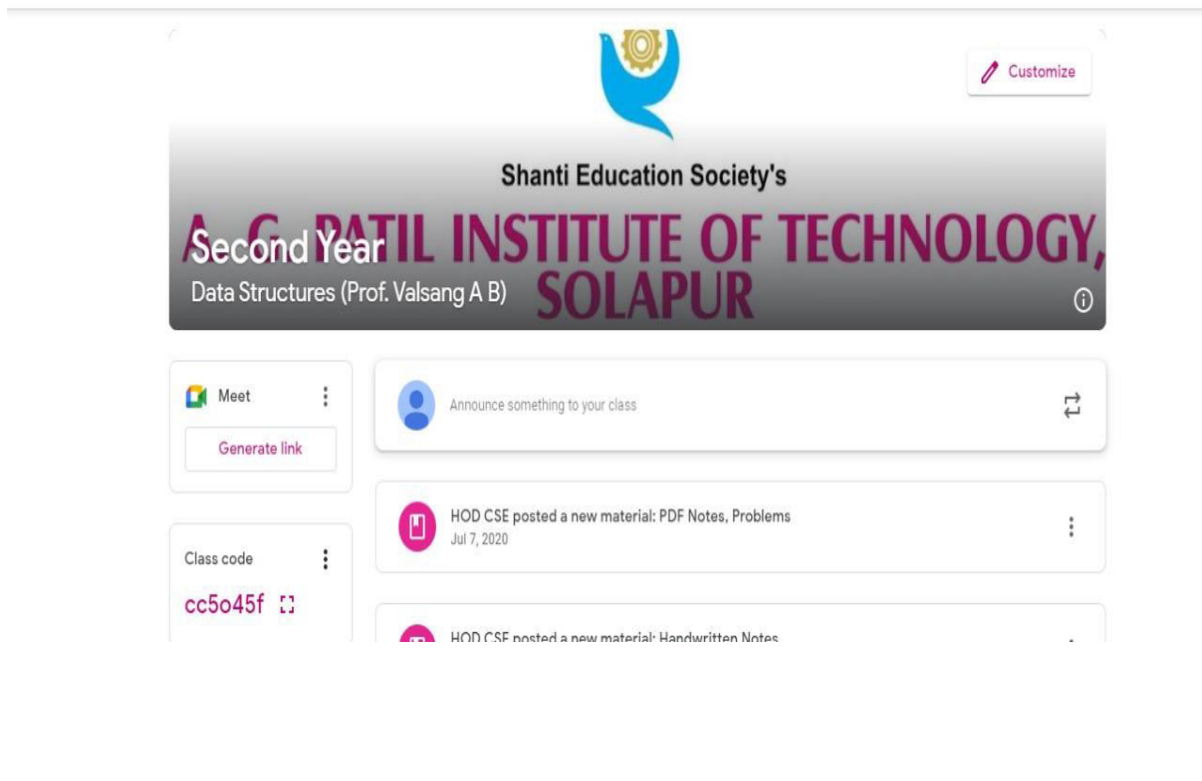 Customize
Shanti Education Society's
A. G. PATIL INSTITUTE OF TECHNOLOGY,
SOLAPUR
Second Year
Data Structures (Prof. Valsang A B)
Meet
Generate link
Announce something to your class
HOD CSE posted a new material: PDF Notes, Problems
Jul 7, 2020
Class code
cc5o45f
HOD CSE posted a new material: Handwritten Notes